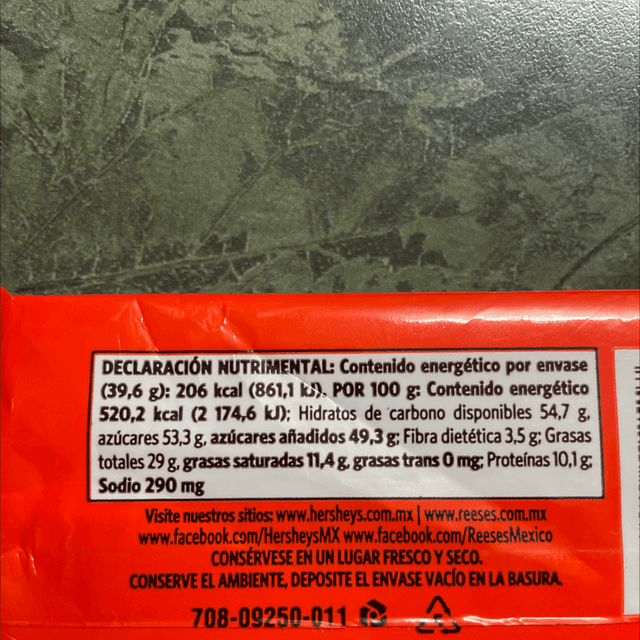 DECLARACIÓN NUTRIMENTAL: Contenido energético por envase
(39,6 g): 206 kcal (861,1 kJ). POR 100 g: Contenido energético
520,2 kcal (2 174,6 kJ); Hidratos de carbono disponibles 54,7 g,
azúcares 53,3 g, azúcares añadidos 49,3 g; Fibra dietética 3,5 g; Grasas
totales 29 g, grasas saturadas 11,4 g, grasas trans 0 mg; Proteínas 10,1 g;
Sodio 290 mg
Visite nuestros sitios: www.hersheys.com.mx | www.reeses.com.mx
www.facebook.com/HersheysMX www.facebook.com/ReesesMexico
CONSÉRVESE EN UN LUGAR FRESCO Y SECO.
CONSERVE EL AMBIENTE, DEPOSITE EL ENVASE VACÍO EN LA BASURA.
708-09250-011